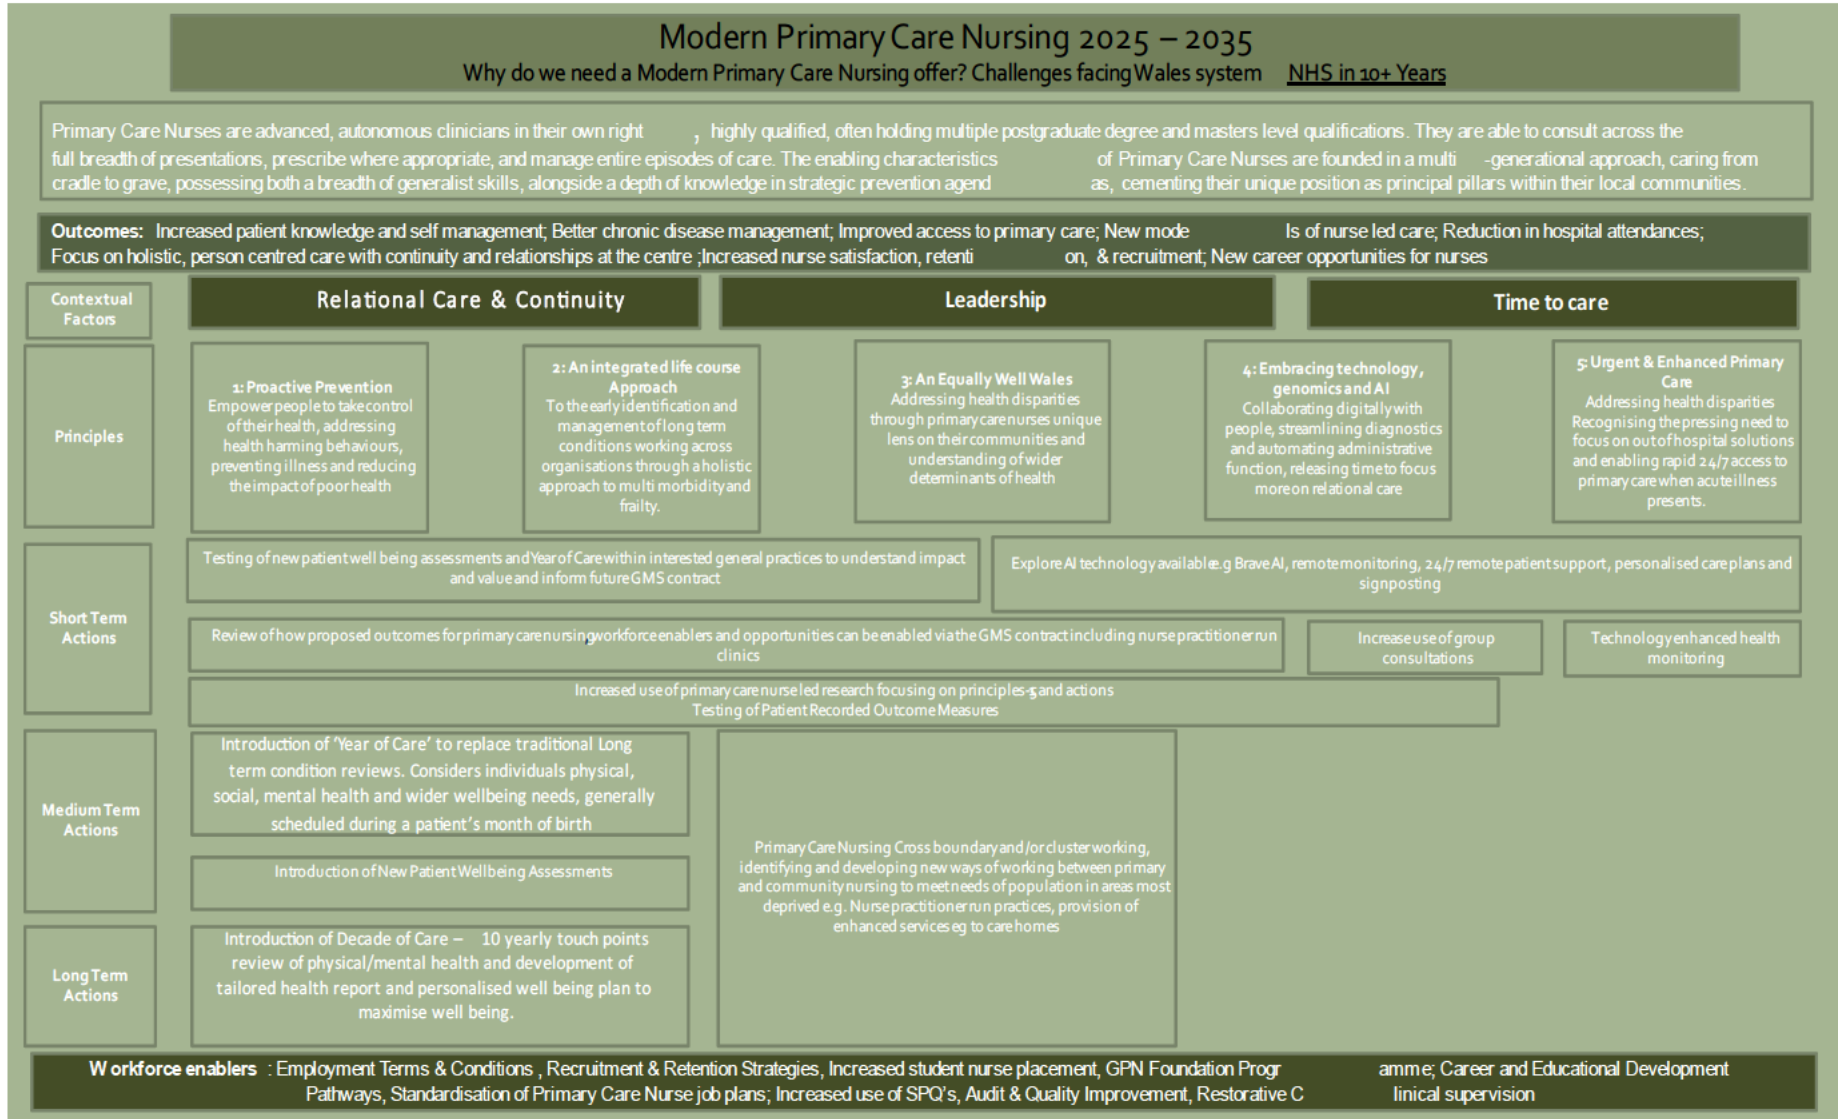 Modern Primary Care Nursing 2025 – 2035
Why do we need a Modern Primary Care Nursing offer? Challenges facing Wales system NHS in 10+ Years
Primary Care Nurses are advanced, autonomous clinicians in their own right , highly qualified, often holding multiple postgraduate degree and masters level qualifications. They are able to consult across the
full breadth of presentations, prescribe where appropriate, and manage entire episodes of care. The enabling characteristics of Primary Care Nurses are founded in a multi -generational approach, caring from
cradle to grave, possessing both a breadth of generalist skills, alongside a depth of knowledge in strategic prevention agend as, cementing their unique position as principal pillars within their local communities.
Outcomes: Increased patient knowledge and self management; Better chronic disease management; Improved access to primary care; New mode ls of nurse led care; Reduction in hospital attendances;
Focus on holistic, person centred care with continuity and relationships at the centre ;Increased nurse satisfaction, retenti on, & recruitment; New career opportunities for nurses
Contextual
Factors
Relational Care & Continuity
Leadership
Time to care
Principles
1: Proactive Prevention
Empower people to take control
of their health, addressing
health harming behaviours,
preventing illness and reducing
the impact of poor health
2: An integrated life course
Approach
To the early identification and
management of long term
conditions working across
organisations through a holistic
approach to multi morbidity and
frailty.
3: An Equally Well Wales
Addressing health disparities
through primary care nurses unique
lens on their communities and
understanding of wider
determinants of health
4: Embracing technology,
genomics and AI
Collaborating digitally with
people, streamlining diagnostics
and automating administrative
function, releasing time to focus
more on relational care
5: Urgent & Enhanced Primary
Care
Addressing health disparities
Recognising the pressing need to
focus on out of hospital solutions
and enabling rapid 24/7 access to
primary care when acute illness
presents.
Short Term
Actions
Testing of new patient well being assessments and Year of Care within interested general practices to understand impact
and value and inform future GMS contract
Explore AI technology available e.g Brave AI, remote monitoring, 24/7 remote patient support, personalised care plans and
signposting
Review of how proposed outcomes for primary care nursing, workforce enablers and opportunities can be enabled via the GMS contract including nurse practitioner run
clinics
Increase use of group
consultations
Technology enhanced health
monitoring
Increased use of primary care nurse led research focusing on principles -5 and actions
Testing of Patient Recorded Outcome Measures
Medium Term
Actions
Introduction of ‘Year of Care’ to replace traditional Long
term condition reviews. Considers individuals physical,
social, mental health and wider wellbeing needs, generally
scheduled during a patient’s month of birth
Introduction of New Patient Wellbeing Assessments
Primary Care Nursing Cross boundary and /or cluster working,
identifying and developing new ways of working between primary
and community nursing to meet needs of population in areas most
deprived e.g. Nurse practitioner run practices, provision of
enhanced services eg to care homes
Long Term
Actions
Introduction of Decade of Care – 10 yearly touch points
review of physical/mental health and development of
tailored health report and personalised well being plan to
maximise well being.
Workforce enablers : Employment Terms & Conditions , Recruitment & Retention Strategies, Increased student nurse placement, GPN Foundation Progr amme; Career and Educational Development
Pathways, Standardisation of Primary Care Nurse job plans; Increased use of SPQ’s, Audit & Quality Improvement, Restorative C linical supervision